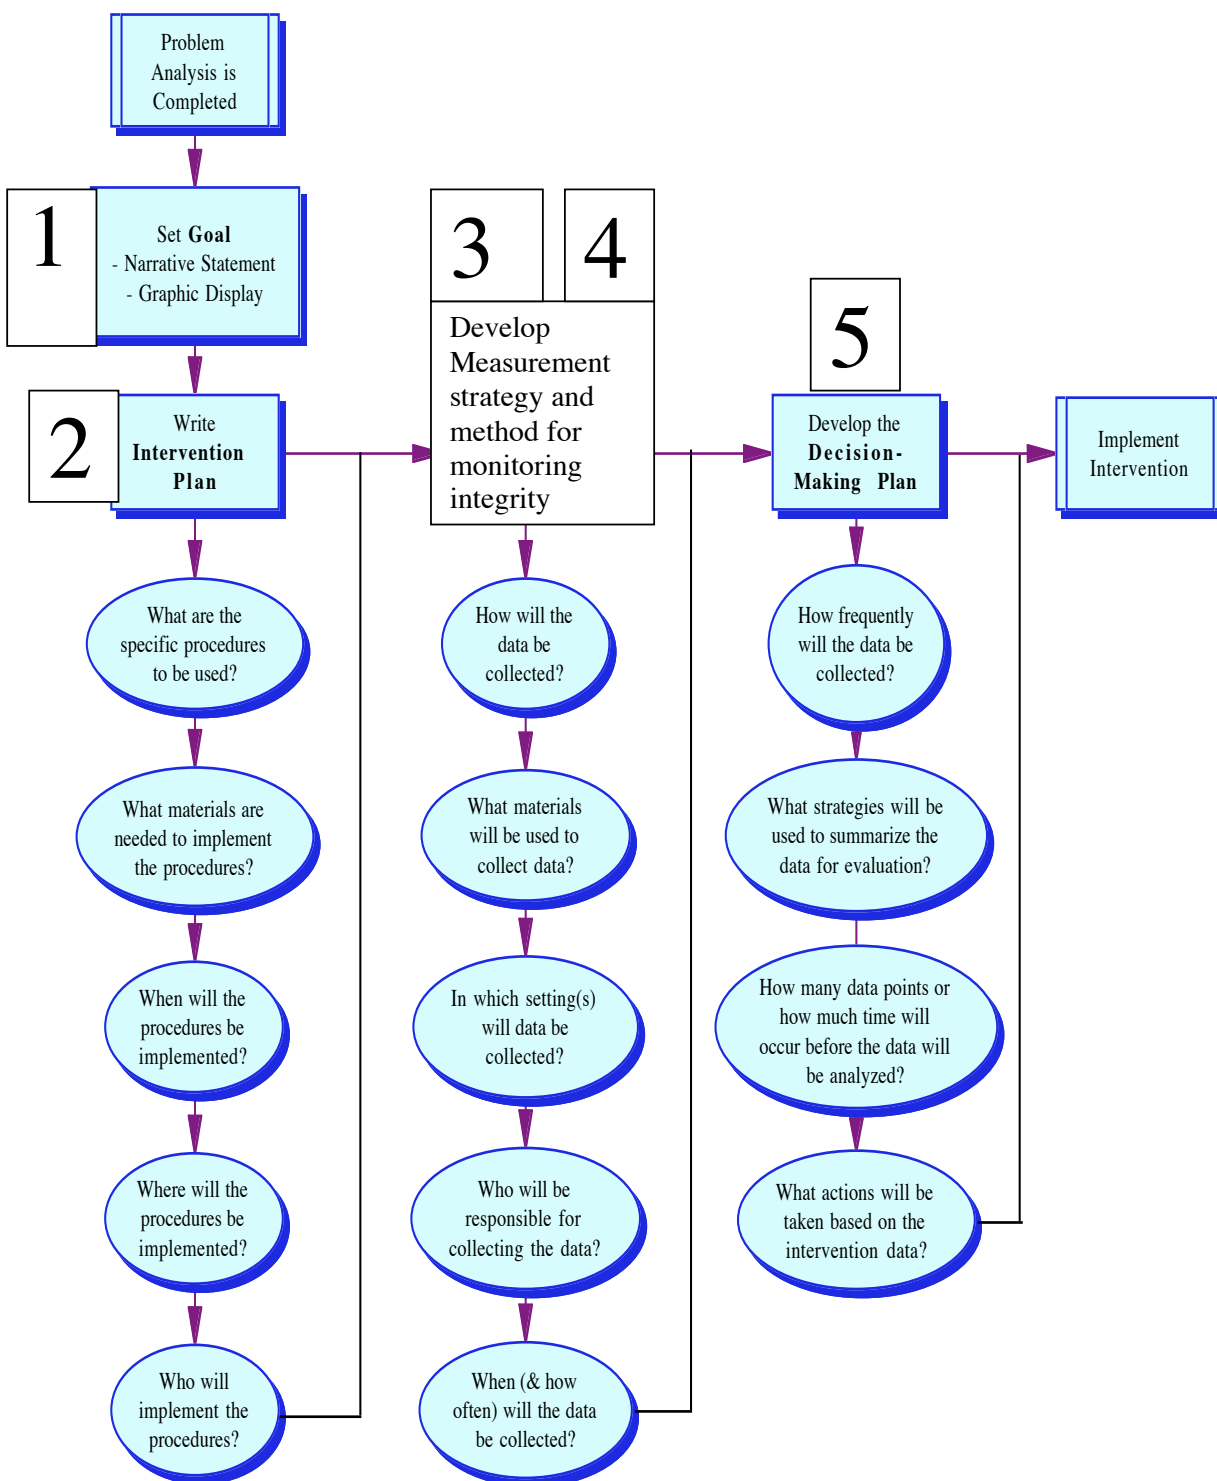 Problem
Analysis is
Completed
1
Set Goal
- Narrative Statement
- Graphic Display
2
Write
Intervention
Plan
What are the
specific procedures
to be used?
What materials are
needed to implement
the procedures?
When will the
procedures be
implemented?
Where will the
procedures be
implemented?
Who will
implement the
procedures?
3
4
Develop
Measurement
strategy and
method for
monitoring
integrity
How will the
data be
collected?
What materials
will be used to
collect data?
In which setting(s)
will data be
collected?
Who will be
responsible for
collecting the data?
When (& how
often) will the data
be collected?
5
Develop the
Decision-
Making Plan
How frequently
will the data be
collected?
What strategies will be
used to summarize the
data for evaluation?
How many data points or
how much time will
occur before the data will
be analyzed?
What actions will be
taken based on the
intervention data?
Implement
Intervention